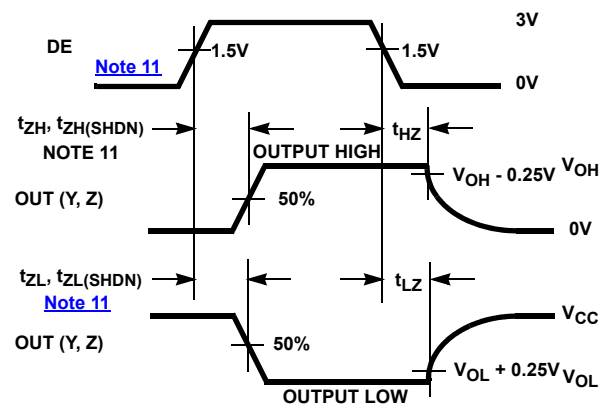 3V
DE
1.5V
1.5V
Note 11
0V
tZH, tZH(SHDN)
NOTE 11
tHZ
OUTPUT HIGH
VOH - 0.25V
VOH
OUT (Y, Z)
50%
0V
tZL, tZL(SHDN)
Note 11
tLZ
VCC
OUT (Y, Z)
50%
VOL + 0.25V
VOL
OUTPUT LOW